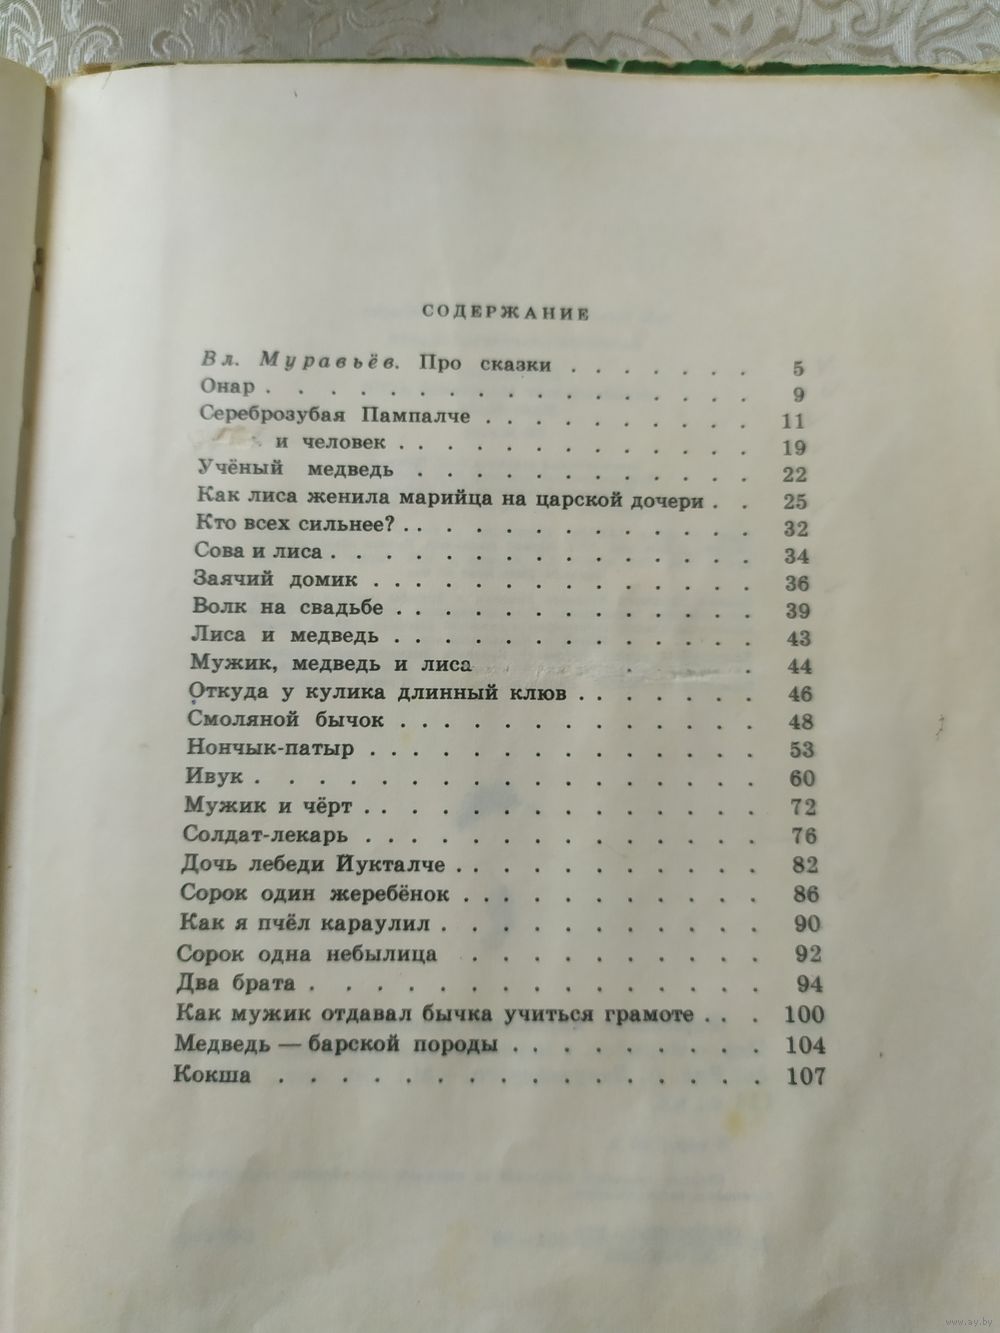 СОДЕРЖАНИЕ
Вл. Муравьёв. Про сказки . . . . . . . 5
Онар . . . . . . . . . . . . . . . . 9
Сереброзубая Пампалче . . . . . . . . . 11
и человек . . . . . . . . . . . . 19
Учёный медведь . . . . . . . . . . . 22
Как лиса женила марийца на царской дочери . . 25
Кто всех сильнее? . . . . . . . . . . . . 32
Сова и лиса . . . . . . . . . . . . . . 34
Заячий домик . . . . . . . . . . . . . 36
Волк на свадьбе . . . . . . . . . . . . 39
Лиса и медведь . . . . . . . . . . . . 43
Мужик, медведь и лиса . . . 44
Откуда у кулика длинный клюв . . . . . . 46
Смоляной бычок . . . . . . . . . . . . 48
Нончык-патыр . . . . . . . . . . . . . 53
Ивук . . . . . . . . . . . . . . . . 60
Мужик и чёрт . . . . . . . . . . . . . 72
Солдат-лекарь . . . . . . . . . . . . . 76
Дочь лебеди Йукталче . . . . . . . . . . 82
Сорок один жеребёнок . . . . . . . . . . 86
Как я пчёл караулил . . . . . . . . . . . 90
Сорок одна небылица . . . . . . . . . . 92
Два брата . . . . . . . . . . . . . . 94
Как мужик отдавал бычка учиться грамоте . . . 100
Медведь — барской породы . . . . . . . . . 104
Кокша . . . . . . . . . . . . . . . 107
www.ay.by